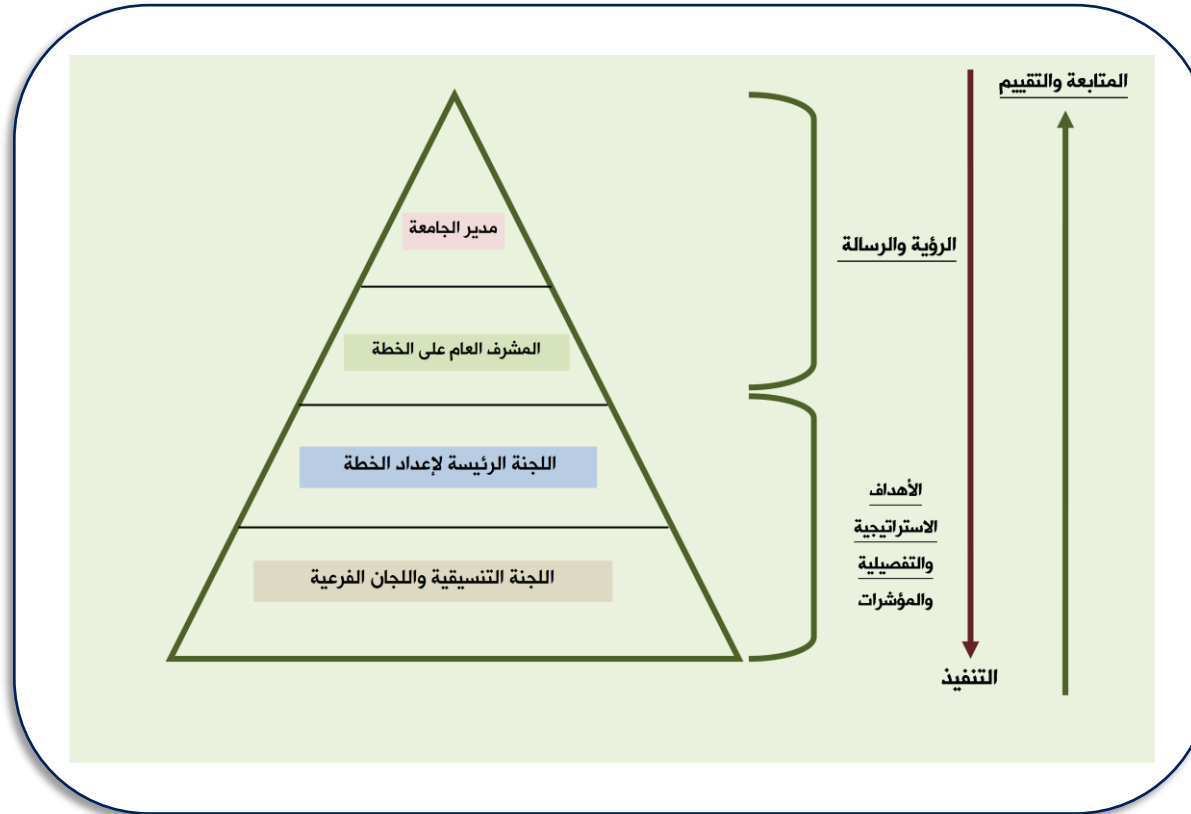 المتابعة والتقييم
مدير الجامعة
الرؤية والرسالة
المشرف العام على الخطة
اللجنة الرئيسة لإعداد الخطة
الأهداف
الاستراتيجية
والتفصيلية
والمؤشرات
اللجنة التنسيقية واللجان الفرعية
التنفيذ